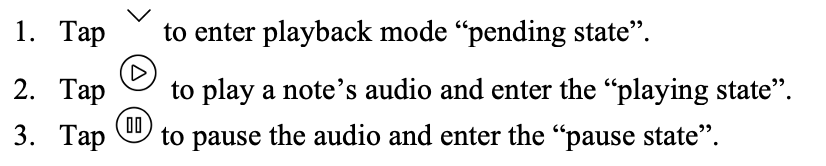 1. Tap to enter playback mode “pending state”.
2. Tap to play a note’s audio and enter the “playing state”.
3. Tap to pause the audio and enter the “pause state”.